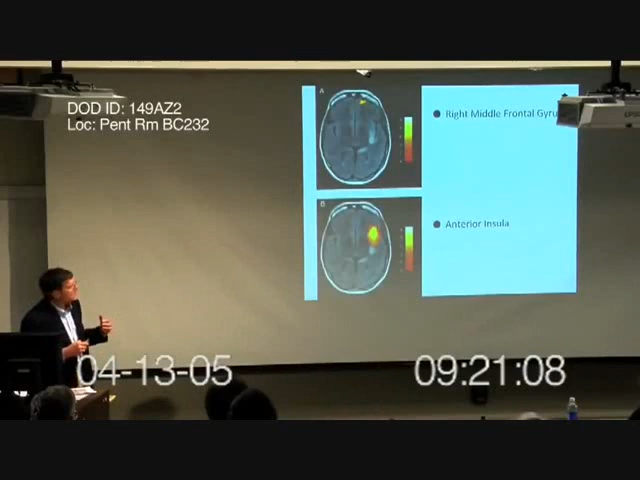 DOD ID: 149AZ2
Loc: Pent Rm BC232
A
Right Middle Frontal Gyru
B
Anterior Insula
04-13-05
09:21:08